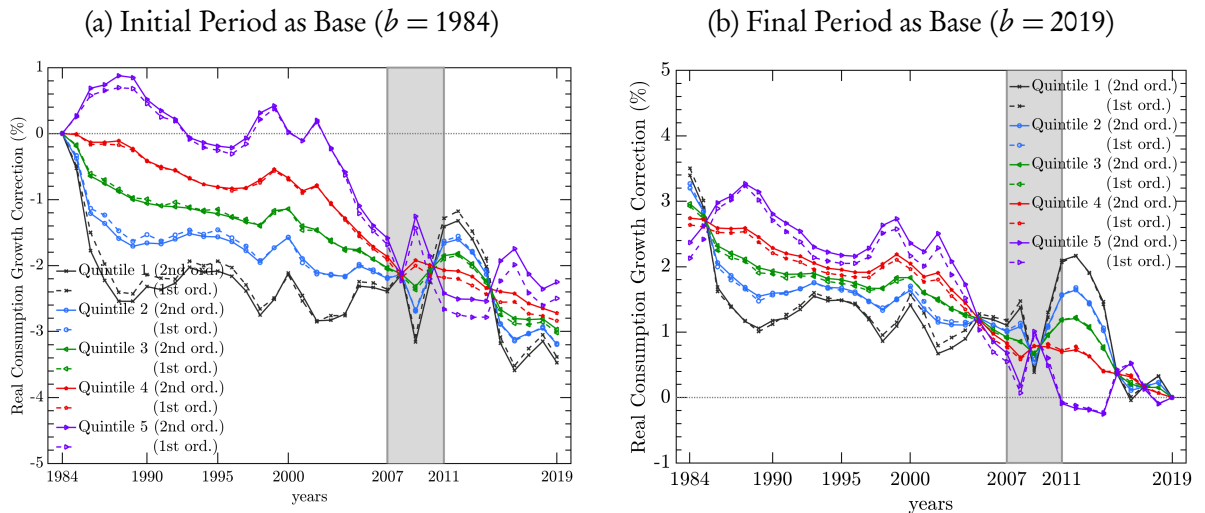 (a) Initial Period as Base (b = 1984)
Real Consumption Growth Correction (%)
1
0
-1
-2
-3
-4
-5
Quintile 1 (2nd ord.)
(1st ord.)
Quintile 2 (2nd ord.)
(1st ord.)
Quintile 3 (2nd ord.)
(1st ord.)
Quintile 4 (2nd ord.)
(1st ord.)
Quintile 5 (2nd ord.)
(1st ord.)
1984 1990 1995 2000 2007 2011 2019
years
(b) Final Period as Base (b = 2019)
Real Consumption Growth Correction (%)
5
4
3
2
1
0
-1
Quintile 1 (2nd ord.)
(1st ord.)
Quintile 2 (2nd ord.)
(1st ord.)
Quintile 3 (2nd ord.)
(1st ord.)
Quintile 4 (2nd ord.)
(1st ord.)
Quintile 5 (2nd ord.)
(1st ord.)
1984 1990 1995 2000 2007 2011 2019
years